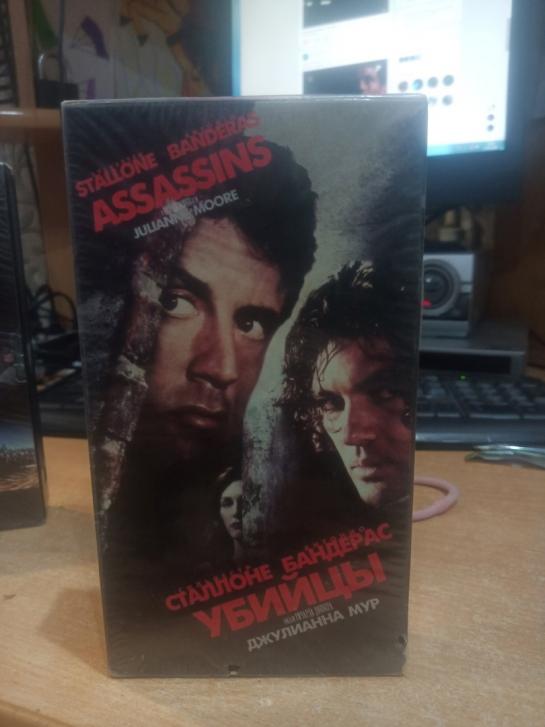 STALLONE BANDERAS
ASSASSINS
JULIANNE MOORE
СТАЛЛОНЕ БАНДЕРАС
УБИЙЦЫ
ДЖУЛИАННА МУР